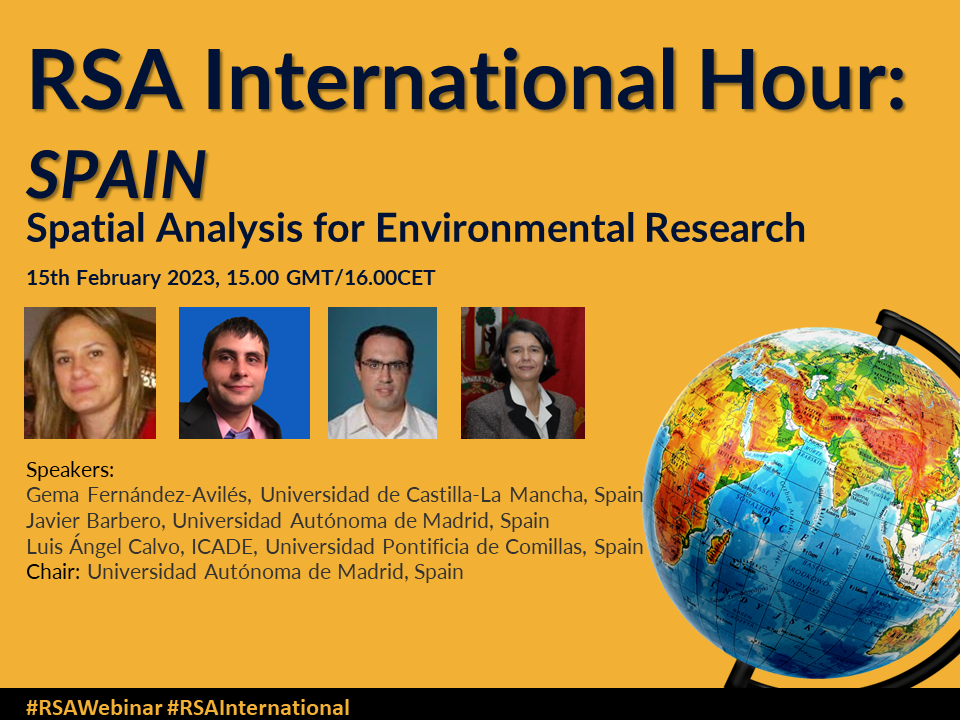 RSA International Hour:
SPAIN
Spatial Analysis for Environmental Research
15th February 2023, 15.00 GMT/16.00CET
Speakers:
Gema Fernández-Avilés, Universidad de Castilla-La Mancha, Spain
Javier Barbero, Universidad Autónoma de Madrid, Spain
Luis Ángel Calvo, ICADE, Universidad Pontificia de Comillas, Spain
Chair: Universidad Autónoma de Madrid, Spain
#RSAWebinar #RSAInternational